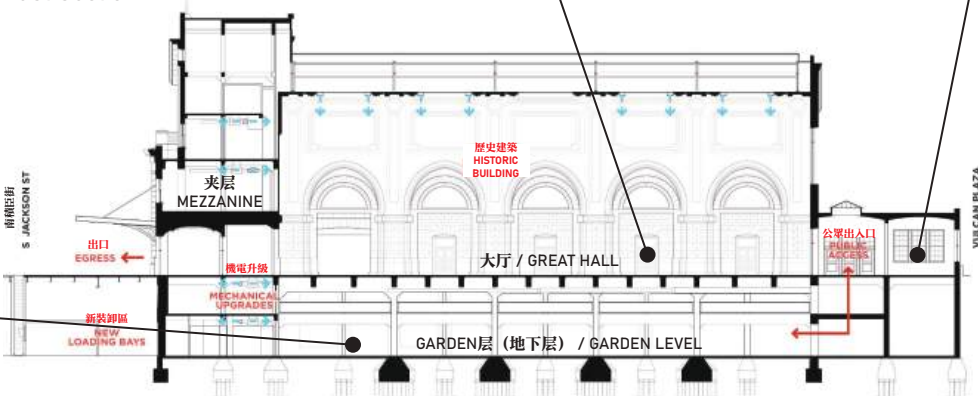 夹层
MEZZANINE
歷史建築
HISTORIC
BUILDING
南積臣街
S JACKSON ST
出口
EGRESS
大厅 / GREAT HALL
公眾出入口
PUBLIC
ACCESS
VULCAN PLAZA
機電升級
MECHANICAL
UPGRADES
新裝卸區
NEW
LOADING BAYS
GARDEN层（地下层） / GARDEN LEVEL